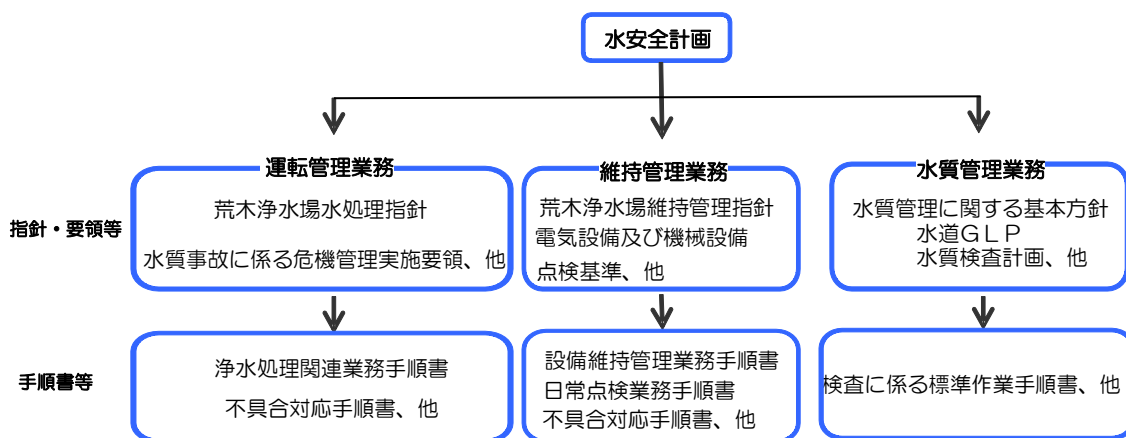 水安全計画
運転管理業務
維持管理業務
水質管理業務
指針・要領等
荒木浄水場水処理指針
水質事故に係る危機管理実施要領、他
荒木浄水場維持管理指針
電気設備及び機械設備
点検基準、他
水質管理に関する基本方針
水道ＧＬＰ
水質検査計画、他
手順書等
浄水処理関連業務手順書
不具合対応手順書、他
設備維持管理業務手順書
日常点検業務手順書
不具合対応手順書、他
検査に係る標準作業手順書、他